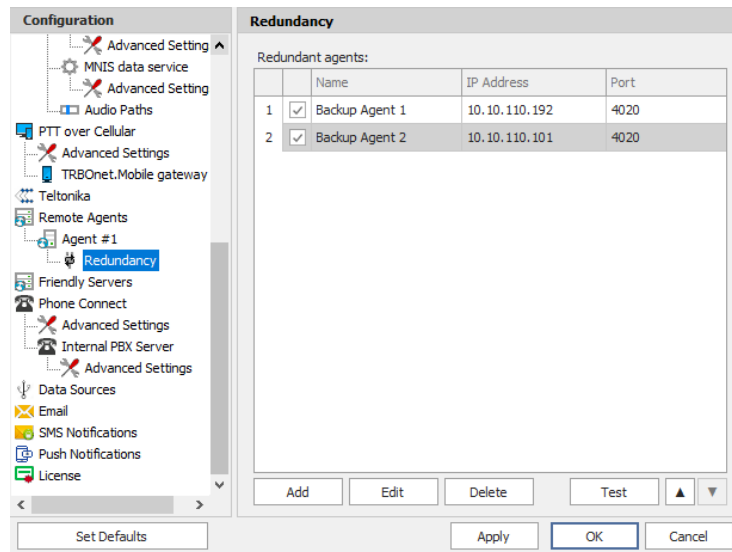 Configuration
Advanced Setting
MNIS data service
Advanced Setting
Audio Paths
PTT over Cellular
Advanced Settings
TRBOnet.Mobile gateway
Teltonika
Remote Agents
Agent #1
Redundancy
Friendly Servers
Phone Connect
Advanced Settings
Internal PBX Server
Advanced Settings
Data Sources
Email
SMS Notifications
Push Notifications
License
Set Defaults
Redundancy
Redundant agents:
Name IP Address Port
1 Backup Agent 1 10.10.110.192 4020
2 Backup Agent 2 10.10.110.101 4020
Add Edit Delete Test
Apply OK Cancel